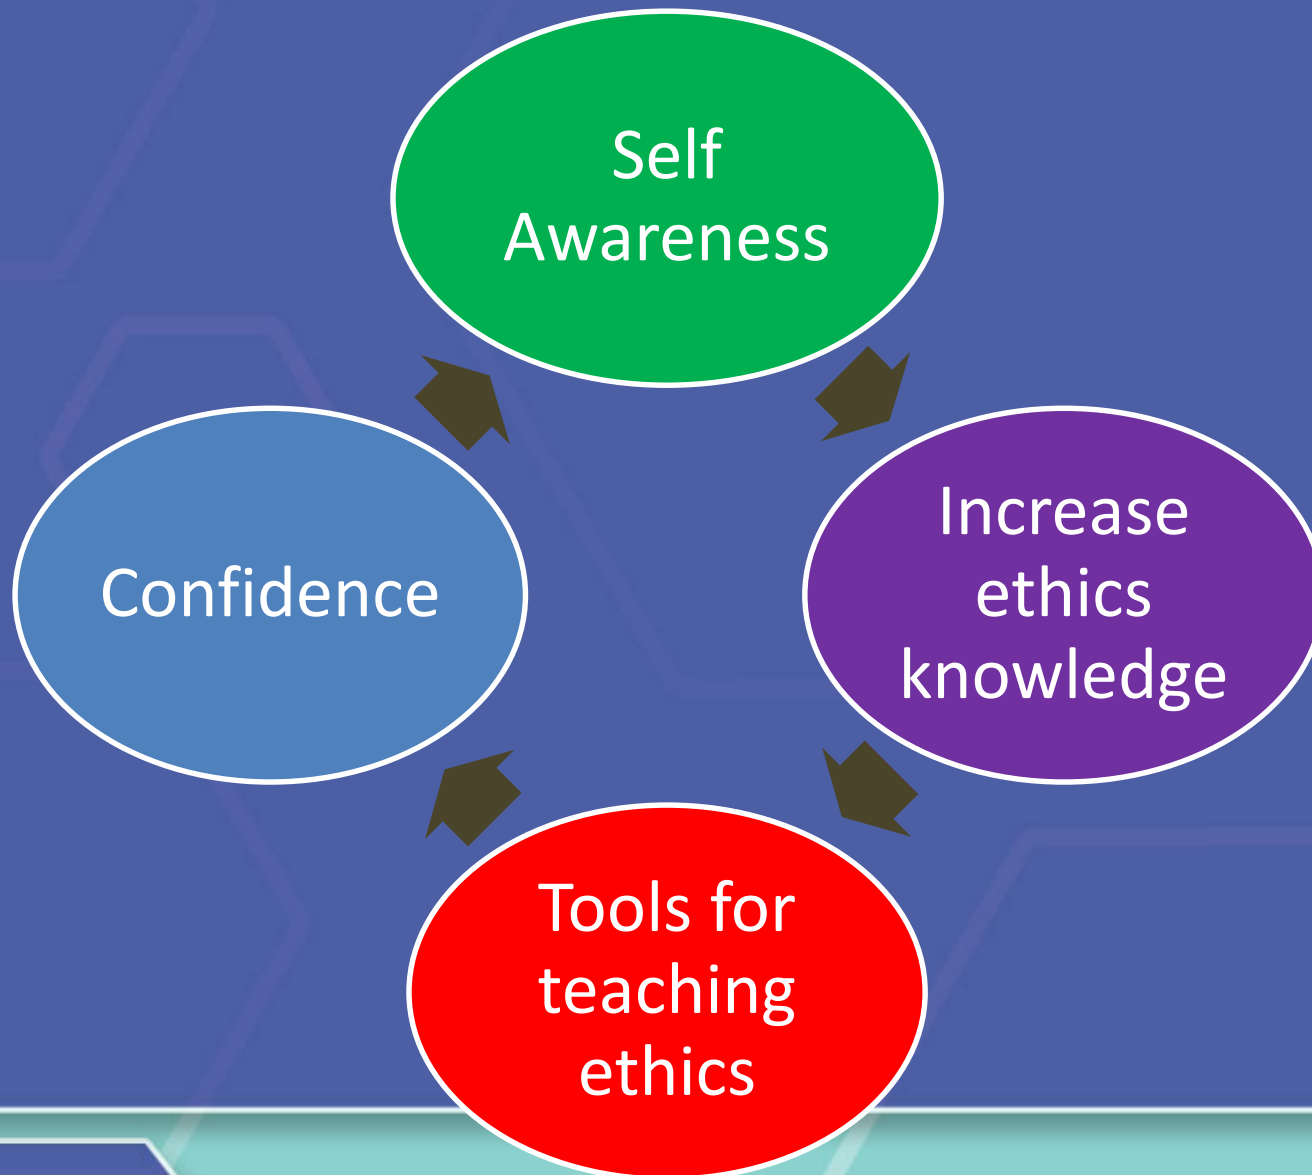 Self
Awareness
Increase
ethics
knowledge
Tools for
teaching
ethics
Confidence